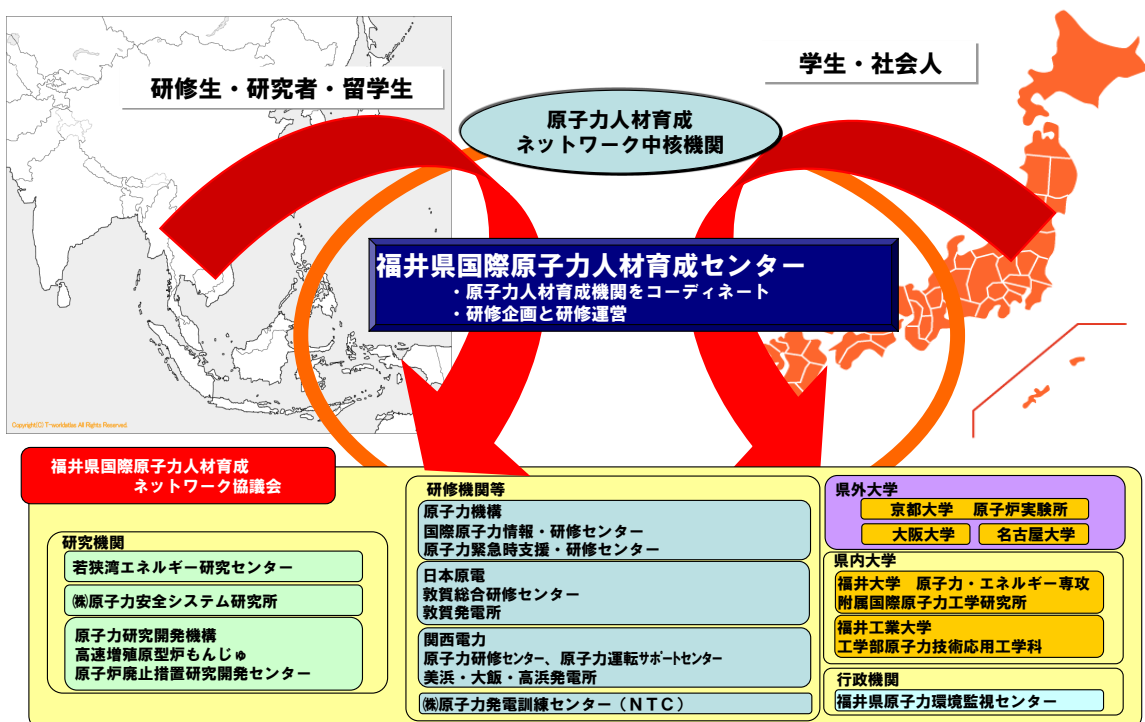 研修生・研究者・留学生
学生・社会人
原子力人材育成
ネットワーク中核機関
福井県国際原子力人材育成センター
・原子力人材育成機関をコーディネート
・研修企画と研修運営
Copyright(C) T-worldatlas All Rights Reserved.
福井県国際原子力人材育成
ネットワーク協議会
研究機関
若狭湾エネルギー研究センター
㈱原子力安全システム研究所
原子力研究開発機構
高速増殖原型炉もんじゅ
原子炉廃止措置研究開発センター
研修機関等
原子力機構
国際原子力情報・研修センター
原子力緊急時支援・研修センター
日本原電
敦賀総合研修センター
敦賀発電所
関西電力
原子力研修センター、原子力運転サポートセンター
美浜・大飯・高浜発電所
㈱原子力発電訓練センター（ＮＴＣ）
県外大学
京都大学　原子炉実験所
大阪大学
名古屋大学
県内大学
福井大学　原子力・エネルギー専攻
附属国際原子力工学研究所
福井工業大学
工学部原子力技術応用工学科
行政機関
福井県原子力環境監視センター